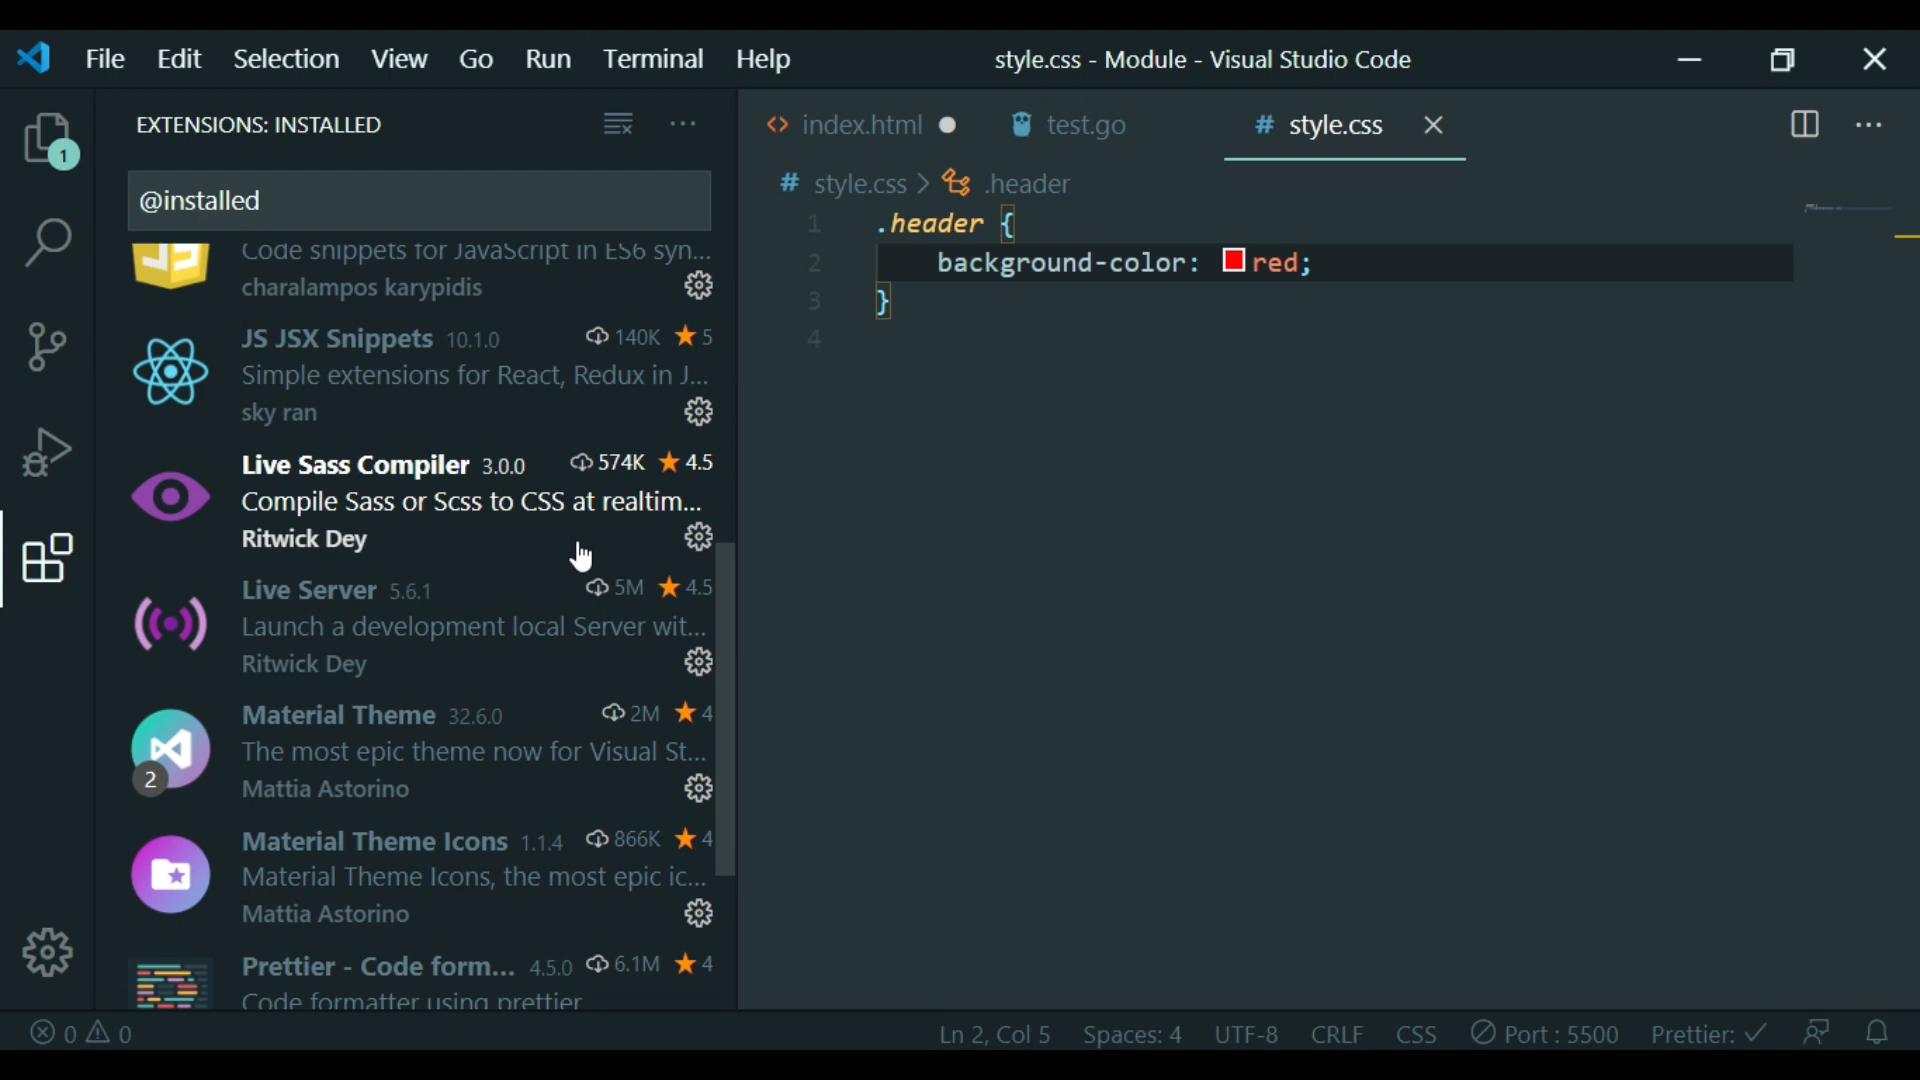 File Edit Selection View Go Run Terminal Help style.css - Module - Visual Studio Code
1
EXTENSIONS: INSTALLED
@installed
JS
Code snippets for JavaScript in ES6 syn...
charalampos karypidis
JS JSX Snippets 10.1.0 140K 5
Simple extensions for React, Redux in J...
sky ran
Live Sass Compiler 3.0.0 574K 4.5
Compile Sass or Scss to CSS at realtim...
Ritwick Dey
Live Server 5.6.1 5M 4.5
Launch a development local Server wit...
Ritwick Dey
Material Theme 32.6.0 2M 4
The most epic theme now for Visual St...
2
Mattia Astorino
Material Theme Icons 1.1.4 866K 4
Material Theme Icons, the most epic ic...
Mattia Astorino
Prettier - Code form... 4.5.0 6.1M 4
Code formatter using prettier
<> index.html test.go # style.css
# style.css > .header
1 .header {
2 background-color: red;
3 }
4
0 0 Ln 2, Col 5 Spaces: 4 UTF-8 CRLF CSS Port : 5500 Prettier: ✓